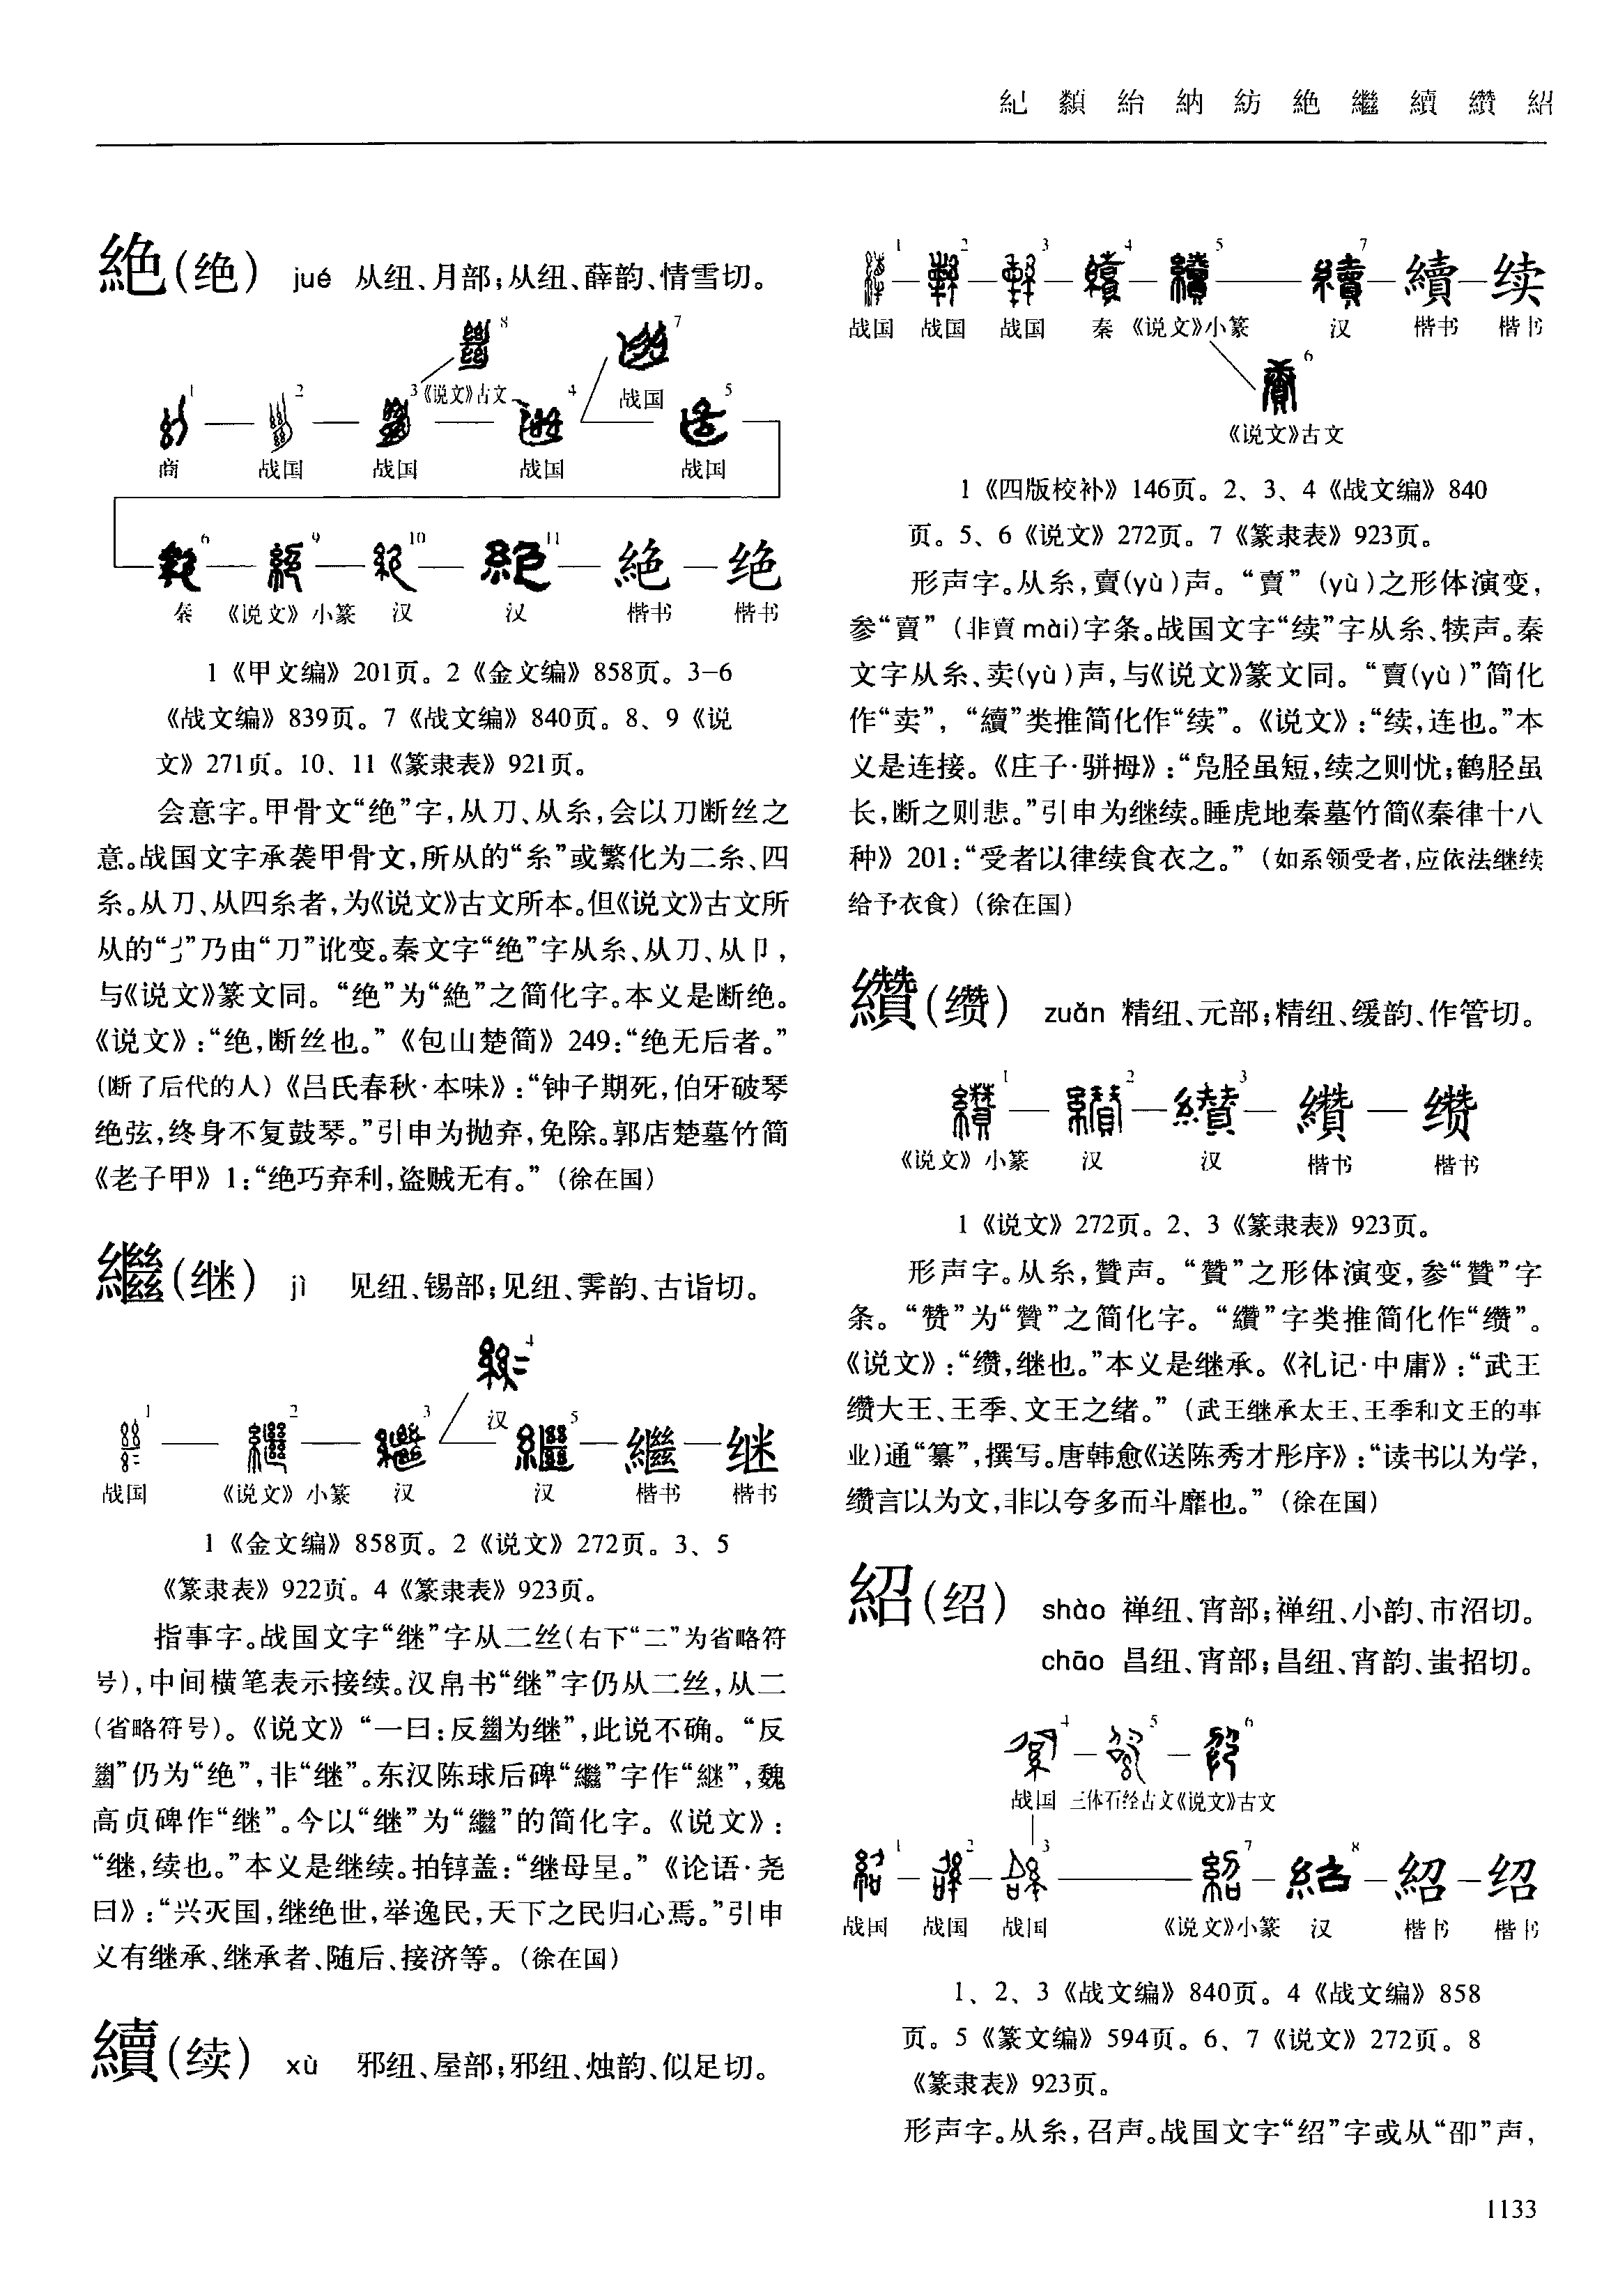 紀 纇 紿 納 紡 絶 繼 續 纘 紹
絶(绝) jué 从纽、月部；从纽、薛韵、情雪切。
8 7
3《说文》古文 4 战国 5
1 2
商 战国 战国 战国 战国
6 9 10 11 絶 绝
秦 《说文》小篆 汉 汉 楷书 楷书
1《甲文编》201页。2《金文编》858页。3–6
《战文编》839页。7《战文编》840页。8、9《说
文》271页。10、11《篆隶表》921页。
会意字。甲骨文“绝”字，从刀、从糸，会以刀断丝之
意。战国文字承袭甲骨文，所从的“糸”或繁化为二糸、四
糸。从刀、从四糸者，为《说文》古文所本。但《说文》古文所
从的“”乃由“刀”讹变。秦文字“绝”字从糸、从刀、从卩，
与《说文》篆文同。“绝”为“絶”之简化字。本义是断绝。
《说文》：“绝，断丝也。”《包山楚简》249：“绝无后者。”
(断了后代的人)《吕氏春秋·本味》：“钟子期死，伯牙破琴
绝弦，终身不复鼓琴。”引申为抛弃，免除。郭店楚墓竹简
《老子甲》1：“绝巧弃利，盗贼无有。”（徐在国）
繼(继) jì 见纽、锡部；见纽、霁韵、古诣切。
4
1 2 3 汉 5 繼 继
战国 《说文》小篆 汉 汉 楷书 楷书
1《金文编》858页。2《说文》272页。3、5
《篆隶表》922页。4《篆隶表》923页。
指事字。战国文字“继”字从二丝(右下“二”为省略符
号)，中间横笔表示接续。汉帛书“继”字仍从二丝，从二
(省略符号)。《说文》“一曰：反𢇍为继”，此说不确。“反
𢇍”仍为“绝”，非“继”。东汉陈球后碑“繼”字作“継”，魏
高贞碑作“继”。今以“继”为“繼”的简化字。《说文》：
“继，续也。”本义是继续。拍錞盖：“继母呈。”《论语·尧
曰》：“兴灭国，继绝世，举逸民，天下之民归心焉。”引申
义有继承、继承者、随后、接济等。（徐在国）
續(续) xù 邪纽、屋部；邪纽、烛韵、似足切。
1 2 3 4 5 7 續 续
战国 战国 战国 秦 《说文》小篆 汉 楷书 楷书
6
《说文》古文
1《四版校补》146页。2、3、4《战文编》840
页。5、6《说文》272页。7《篆隶表》923页。
形声字。从糸，賣(yù)声。“賣”(yù)之形体演变，
参“賣”(非賣mài)字条。战国文字“续”字从糸、犊声。秦
文字从糸、卖(yù)声，与《说文》篆文同。“賣(yù)”简化
作“卖”，“續”类推简化作“续”。《说文》：“续，连也。”本
义是连接。《庄子·骈拇》：“凫胫虽短，续之则忧；鹤胫虽
长，断之则悲。”引申为继续。睡虎地秦墓竹简《秦律十八
种》201：“受者以律续食衣之。”（如系领受者，应依法继续
给予衣食）（徐在国）
纘(缵) zuǎn 精纽、元部；精纽、缓韵、作管切。
1 2 3 纘 缵
《说文》小篆 汉 汉 楷书 楷书
1《说文》272页。2、3《篆隶表》923页。
形声字。从糸，贊声。“贊”之形体演变，参“贊”字
条。“赞”为“贊”之简化字。“纘”字类推简化作“缵”。
《说文》：“缵，继也。”本义是继承。《礼记·中庸》：“武王
缵大王、王季、文王之绪。”（武王继承太王、王季和文王的事
业)通“纂”，撰写。唐韩愈《送陈秀才彤序》：“读书以为学，
缵言以为文，非以夸多而斗靡也。”（徐在国）
紹(绍) shào 禅纽、宵部；禅纽、小韵、市沼切。
chāo 昌纽、宵部；昌纽、宵韵、蚩招切。
4 5 6
战国 三体石经古文《说文》古文
1 2 3 7 8 紹 绍
战国 战国 战国 《说文》小篆 汉 楷书 楷书
1、2、3《战文编》840页。4《战文编》858
页。5《篆文编》594页。6、7《说文》272页。8
《篆隶表》923页。
形声字。从糸，召声。战国文字“绍”字或从“卲”声，
1133